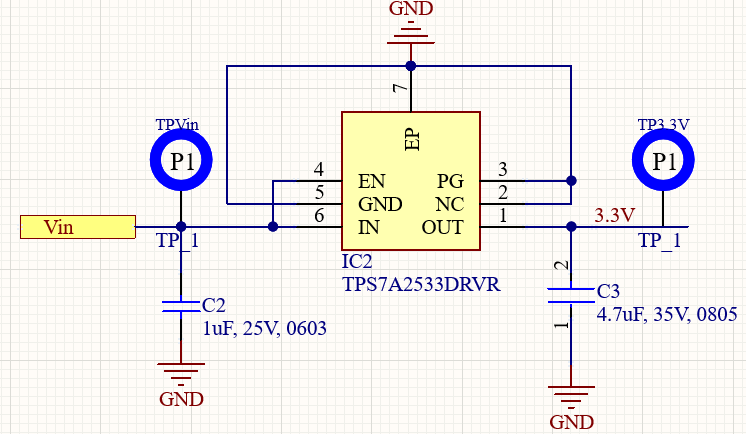 GND
7
EP
TPVin
P1
TP3.3V
P1
4
EN
PG
3
5
GND
NC
2
Vin
6
IN
OUT
1
3.3V
TP_1
TP_1
IC2
TPS7A2533DRVR
2
C2
1uF, 25V, 0603
C3
4.7uF, 35V, 0805
1
GND
GND